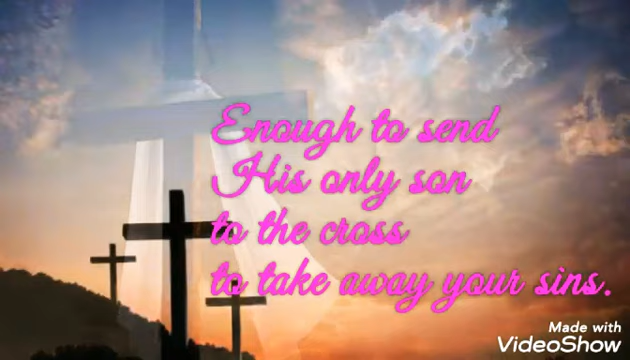 Enough to send
His only son
to the cross
to take away your sins.
Made with
VideoShow